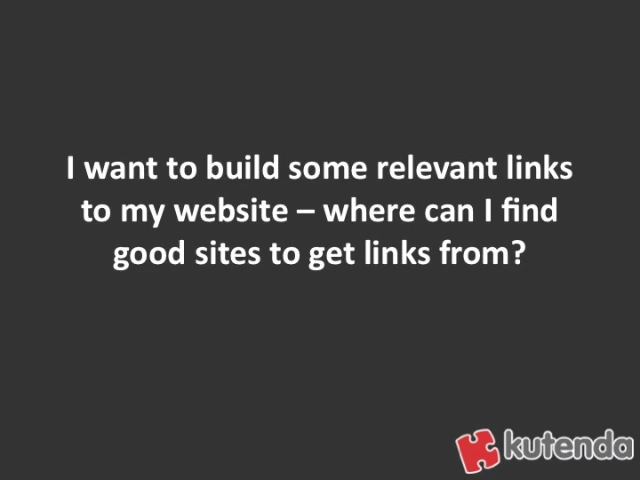 I want to build some relevant links
to my website – where can I find
good sites to get links from?
kutenda